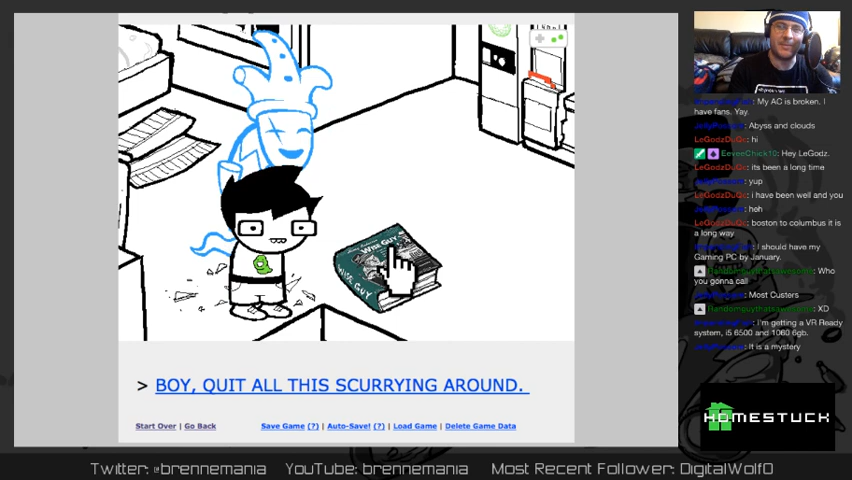 WISE GUY
WISE GUY
> BOY, QUIT ALL THIS SCURRYING AROUND.
Start Over | Go Back
Save Game (?) | Auto-Save! (?) | Load Game | Delete Game Data
: My AC is broken. I
have fans. Yay.
: Abyss and clouds
LeGodzDuQc: hi
EeveeChick10: Hey LeGodz.
LeGodzDuQc: its been a long time
: yup
LeGodzDuQc: i have been well and you
: heh
LeGodzDuQc: boston to columbus it is
a long way
: I should have my
Gaming PC by January.
Randomguythatsawesome: Who
you gonna call
: Most Custers
Randomguythatsawesome: XD
: I'm getting a VR Ready
system, i5 6500 and 1060 6gb.
: It is a mystery
HOMESTUCK
Twitter: @brennemania YouTube: brennemania Most Recent Follower: DigitalWolf0